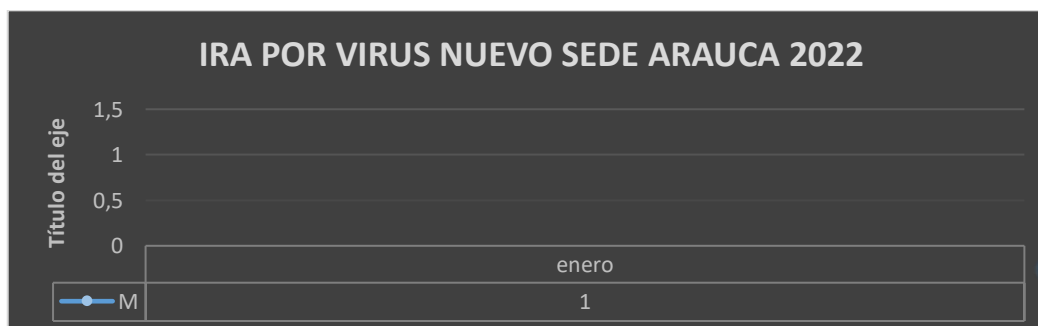 IRA POR VIRUS NUEVO SEDE ARAUCA 2022
Título del eje
1,5
1
0,5
0
enero
M 1